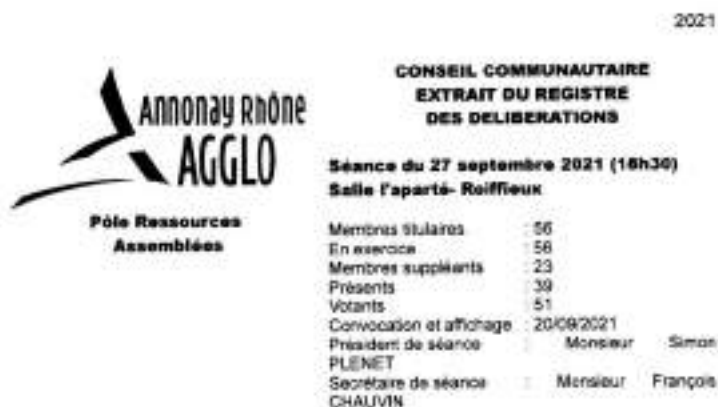 2021
CONSEIL COMMUNAUTAIRE
EXTRAIT DU REGISTRE
DES DELIBERATIONS
Annonay Rhône
AGGLO
Pôle Ressources
Assemblées
Séance du 27 septembre 2021 (18h30)
Salle l'aparté- Roiffieux
Membres titulaires : 56
En exercice : 56
Membres suppléants : 23
Présents : 39
Votants : 51
Convocation et affichage : 20/09/2021
Président de séance : Monsieur Simon
PLENET
Secrétaire de séance : Monsieur François
CHAUVIN